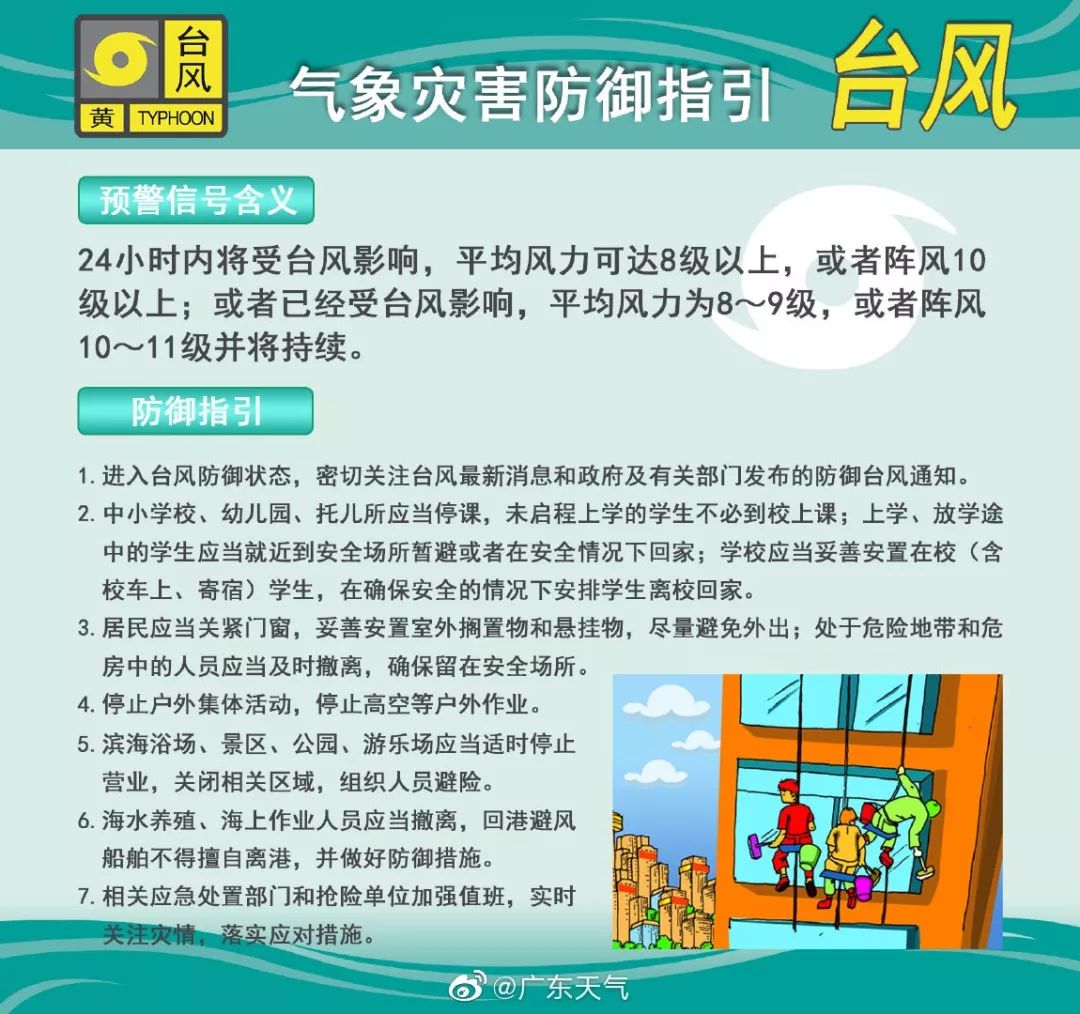 台风
黄
TYPHOON
气象灾害防御指引
台风
预警信号含义
24小时内将受台风影响，平均风力可达8级以上，或者阵风10
级以上；或者已经受台风影响，平均风力为8～9级，或者阵风
10～11级并将持续。
防御指引
1. 进入台风防御状态，密切关注台风最新消息和政府及有关部门发布的防御台风通知。
2. 中小学校、幼儿园、托儿所应当停课，未启程上学的学生不必到校上课；上学、放学途
中的学生应当就近到安全场所暂避或者在安全情况下回家；学校应当妥善安置在校（含
校车上、寄宿）学生，在确保安全的情况下安排学生离校回家。
3. 居民应当关紧门窗，妥善安置室外搁置物和悬挂物，尽量避免外出；处于危险地带和危
房中的人员应当及时撤离，确保留在安全场所。
4. 停止户外集体活动，停止高空等户外作业。
5. 滨海浴场、景区、公园、游乐场应当适时停止
营业，关闭相关区域，组织人员避险。
6. 海水养殖、海上作业人员应当撤离，回港避风
船舶不得擅自离港，并做好防御措施。
7. 相关应急处置部门和抢险单位加强值班，实时
关注灾情，落实应对措施。
@广东天气